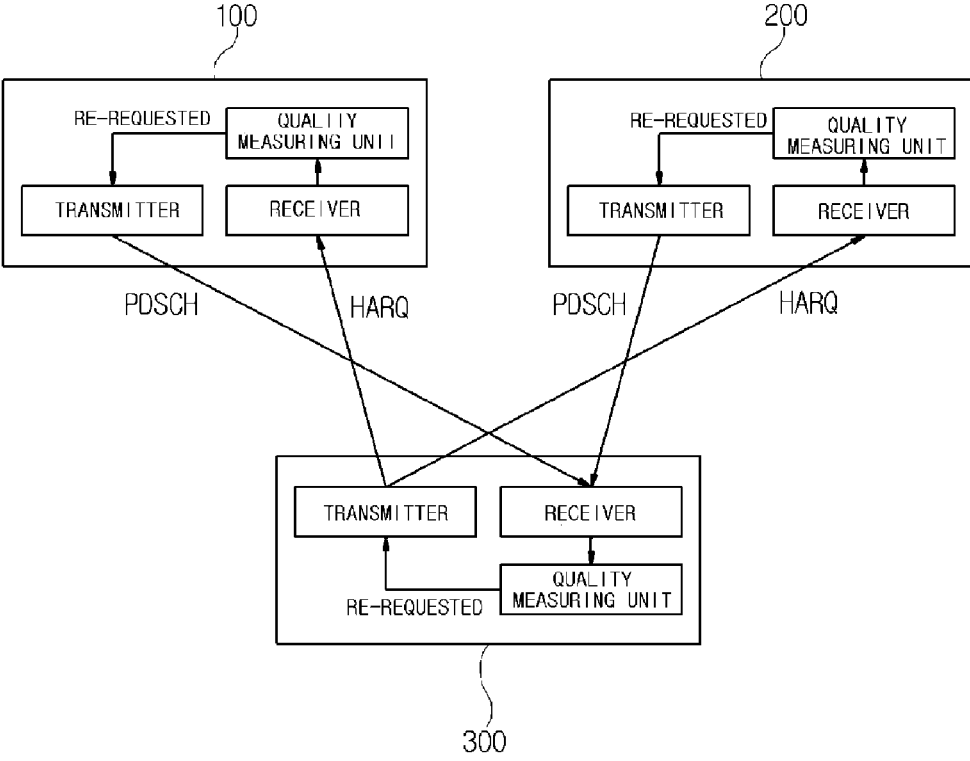 100
200
RE-REQUESTED
QUALITY
MEASURING UNIT
TRANSMITTER
RECEIVER
RE-REQUESTED
QUALITY
MEASURING UNIT
TRANSMITTER
RECEIVER
PDSCH
HARQ
PDSCH
HARQ
TRANSMITTER
RECEIVER
QUALITY
MEASURING UNIT
RE-REQUESTED
300